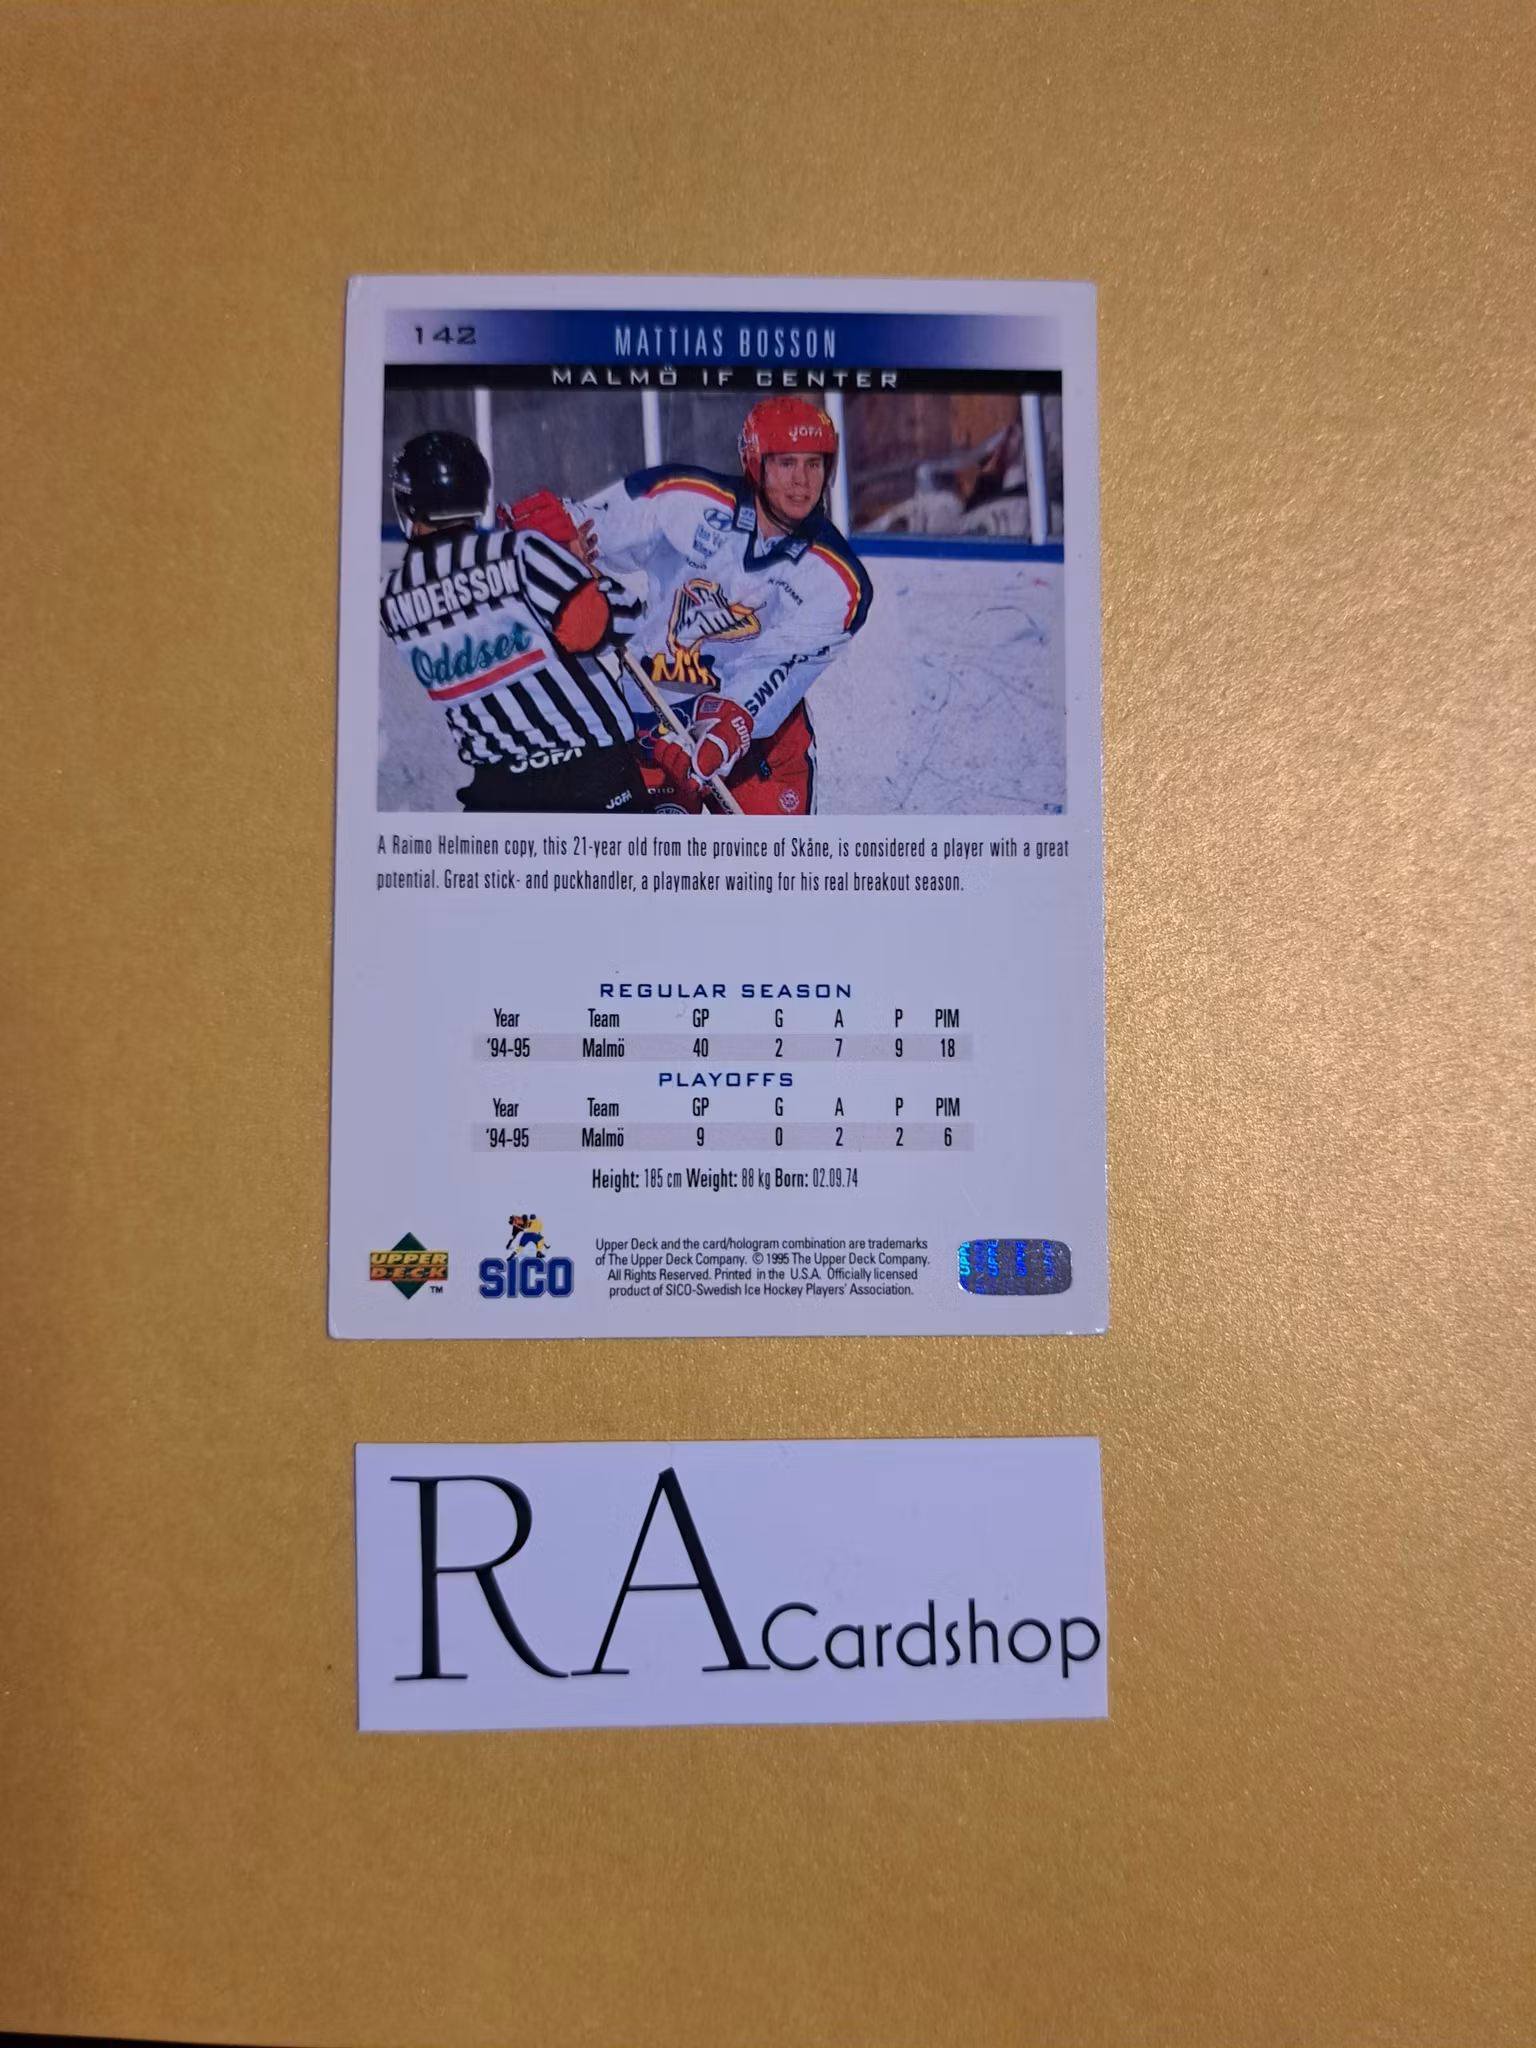 142
MATTIAS BOSSON
MALMÖ IF CENTER
JOFA
ANDERSSON
Oddset
JOFA
JOFA
KOCKUMS
Mif
A Raimo Helminen copy, this 21-year old from the province of Skåne, is considered a player with a great
potential. Great stick- and puckhandler, a playmaker waiting for his real breakout season.
REGULAR SEASON
Year Team GP G A P PIM
'94-95 Malmö 40 2 7 9 18
PLAYOFFS
Year Team GP G A P PIM
'94-95 Malmö 9 0 2 2 6
Height: 185 cm Weight: 88 kg Born: 02.09.74
UPPER
DECK
TM
SICO
Upper Deck and the card/hologram combination are trademarks
of The Upper Deck Company. © 1995 The Upper Deck Company.
All Rights Reserved. Printed in the U.S.A. Officially licensed
product of SICO-Swedish Ice Hockey Players' Association.
RA Cardshop